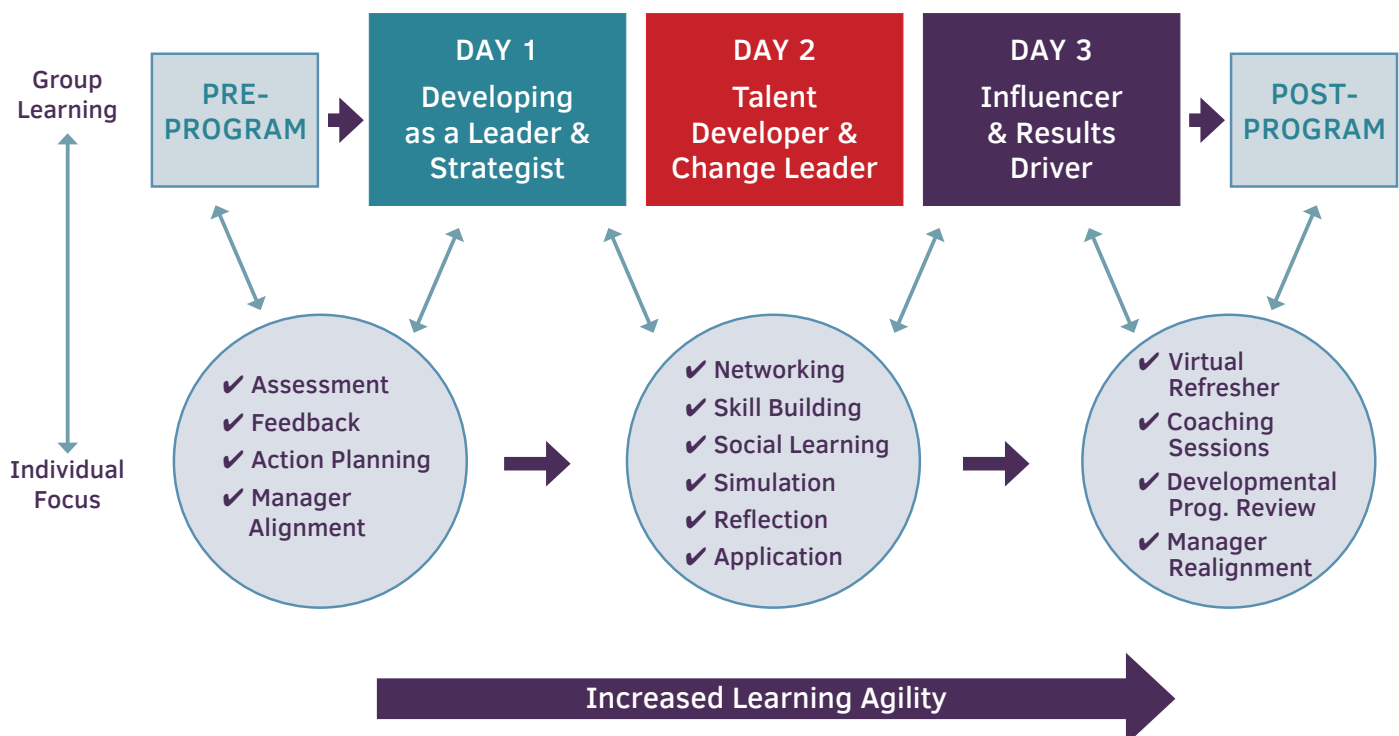 Group
Learning
Individual
Focus
PRE-
PROGRAM
DAY 1
Developing
as a Leader &
Strategist
DAY 2
Talent
Developer &
Change Leader
DAY 3
Influencer
& Results
Driver
POST-
PROGRAM
✔ Assessment
✔ Feedback
✔ Action Planning
✔ Manager
Alignment
✔ Networking
✔ Skill Building
✔ Social Learning
✔ Simulation
✔ Reflection
✔ Application
✔ Virtual
Refresher
✔ Coaching
Sessions
✔ Developmental
Prog. Review
✔ Manager
Realignment
Increased Learning Agility